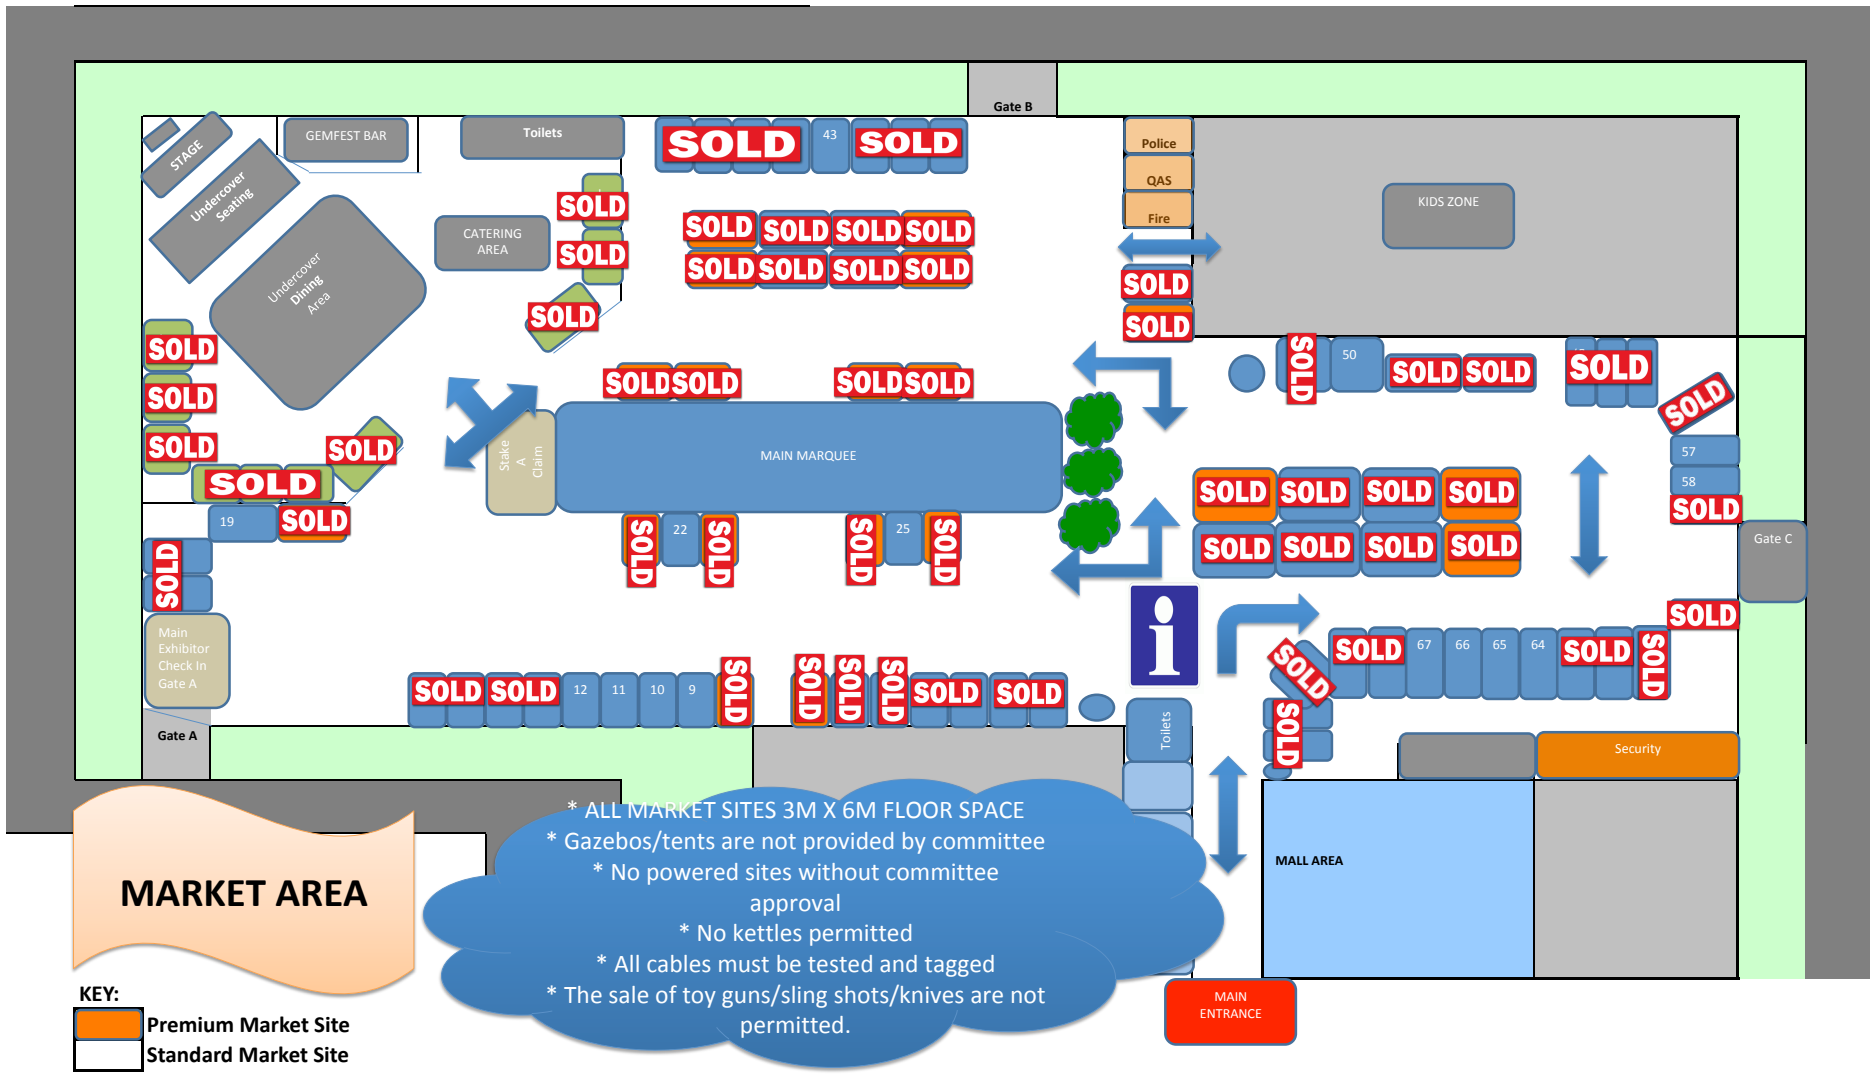 Gate B
STAGE
GEMFEST BAR
Toilets
SOLD
43
SOLD
Police
QAS
Fire
KIDS ZONE
Undercover
Seating
SOLD
SOLD
CATERING
AREA
SOLD
SOLD
SOLD
SOLD
SOLD
SOLD
SOLD
SOLD
Undercover
Dining
Area
SOLD
SOLD
SOLD
SOLD
SOLD
SOLD
SOLD
SOLD
SOLD
SOLD
SOLD
SOLD
SOLD
SOLD
50
SOLD
SOLD
SOLD
SOLD
57
58
SOLD
Stake
A
Claim
MAIN MARQUEE
SOLD
SOLD
19
SOLD
SOLD
22
SOLD
SOLD
25
SOLD
SOLD
SOLD
SOLD
SOLD
SOLD
SOLD
SOLD
SOLD
Gate C
SOLD
Main
Exhibitor
Check In
Gate A
i
SOLD
SOLD
SOLD
67
66
65
64
SOLD
SOLD
SOLD
SOLD
12
11
10
9
SOLD
SOLD
SOLD
SOLD
SOLD
SOLD
SOLD
Gate A
Toilets
Security
* ALL MARKET SITES 3M X 6M FLOOR SPACE
* Gazebos/tents are not provided by committee
* No powered sites without committee
approval
* No kettles permitted
* All cables must be tested and tagged
* The sale of toy guns/sling shots/knives are not
permitted.
MALL AREA
MARKET AREA
KEY:
Premium Market Site
Standard Market Site
MAIN
ENTRANCE